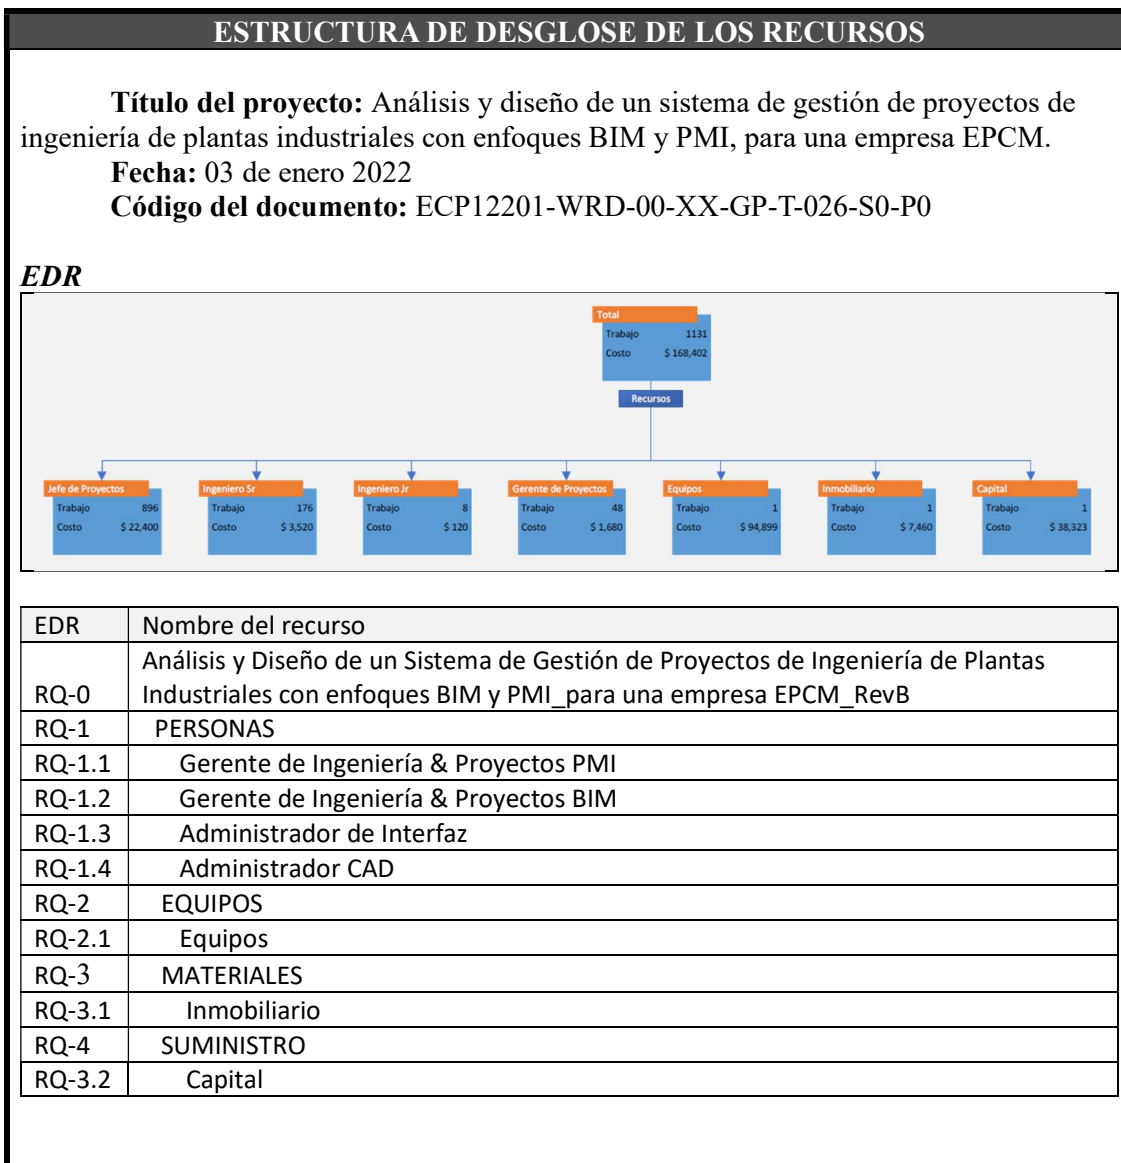 ESTRUCTURA DE DESGLOSE DE LOS RECURSOS
Título del proyecto: Análisis y diseño de un sistema de gestión de proyectos de
ingeniería de plantas industriales con enfoques BIM y PMI, para una empresa EPCM.
Fecha: 03 de enero 2022
Código del documento: ECP12201-WRD-00-XX-GP-T-026-S0-P0
EDR
Total
Trabajo 1131
Costo $ 168,402
Recursos
Jefe de Proyectos
Trabajo 896
Costo $ 22,400
Ingeniero Sr
Trabajo 176
Costo $ 3,520
Ingeniero Jr
Trabajo 8
Costo $ 120
Gerente de Proyectos
Trabajo 48
Costo $ 1,680
Equipos
Trabajo 1
Costo $ 94,899
Inmobiliario
Trabajo 1
Costo $ 7,460
Capital
Trabajo 1
Costo $ 38,323
EDR Nombre del recurso
Análisis y Diseño de un Sistema de Gestión de Proyectos de Ingeniería de Plantas
RQ-0 Industriales con enfoques BIM y PMI_para una empresa EPCM_RevB
RQ-1 PERSONAS
RQ-1.1 Gerente de Ingeniería & Proyectos PMI
RQ-1.2 Gerente de Ingeniería & Proyectos BIM
RQ-1.3 Administrador de Interfaz
RQ-1.4 Administrador CAD
RQ-2 EQUIPOS
RQ-2.1 Equipos
RQ-3 MATERIALES
RQ-3.1 Inmobiliario
RQ-4 SUMINISTRO
RQ-3.2 Capital